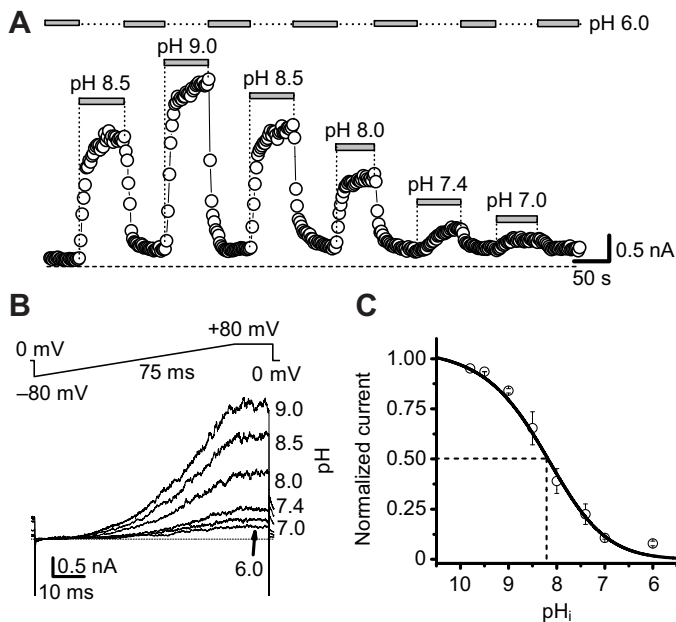 A
pH 6.0
pH 9.0
pH 8.5
pH 8.5
pH 8.0
pH 7.4
pH 7.0
0.5 nA
50 s
B
+80 mV
0 mV
75 ms
0 mV
–80 mV
9.0
8.5
8.0
7.4
7.0
pH
6.0
0.5 nA
10 ms
C
1.00
0.75
0.50
0.25
0
Normalized current
10 9 8 7 6
pHi